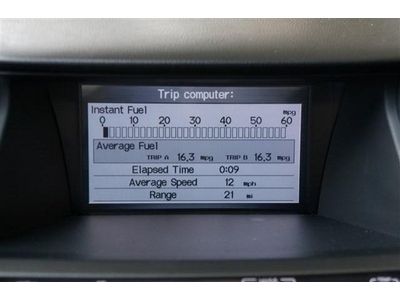 Trip computer:
Instant Fuel mpg
0 10 20 30 40 50 60
Average Fuel
TRIP A 16.3 mpg TRIP B 16.3 mpg
Elapsed Time 0:09
Average Speed 12 mph
Range 21 mi